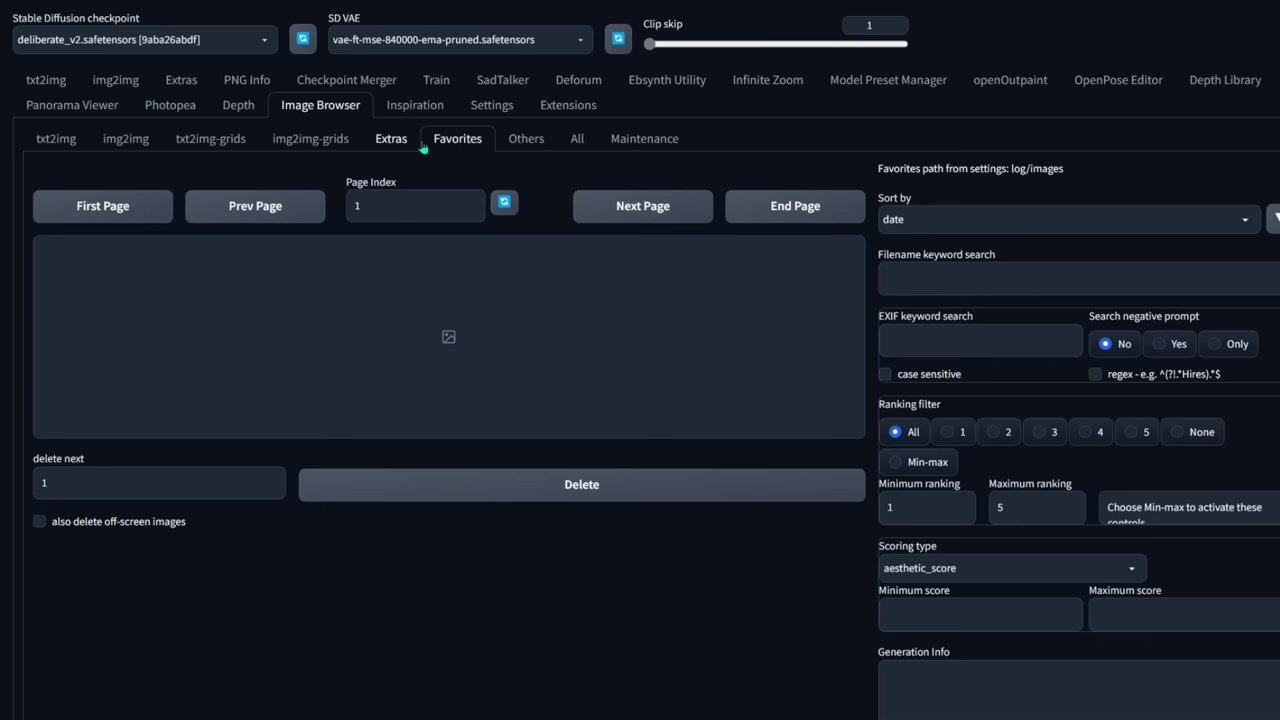 Stable Diffusion checkpoint
deliberate_v2.safetensors [9aba26abdf]
SD VAE
vae-ft-mse-840000-ema-pruned.safetensors
Clip skip
1
txt2img img2img Extras PNG Info Checkpoint Merger Train SadTalker Deforum Ebsynth Utility Infinite Zoom Model Preset Manager openOutpaint OpenPose Editor Depth Library
Panorama Viewer Photopea Depth Image Browser Inspiration Settings Extensions
txt2img img2img txt2img-grids img2img-grids Extras Favorites Others All Maintenance
First Page
Prev Page
Page Index
1
Next Page
End Page
delete next
1
Delete
also delete off-screen images
Favorites path from settings: log/images
Sort by
date
Filename keyword search
EXIF keyword search
Search negative prompt
No Yes Only
case sensitive
regex - e.g. ^(?!.*Hires).*$
Ranking filter
All 1 2 3 4 5 None
Min-max
Minimum ranking
1
Maximum ranking
5
Choose Min-max to activate these
controls
Scoring type
aesthetic_score
Minimum score
Maximum score
Generation Info